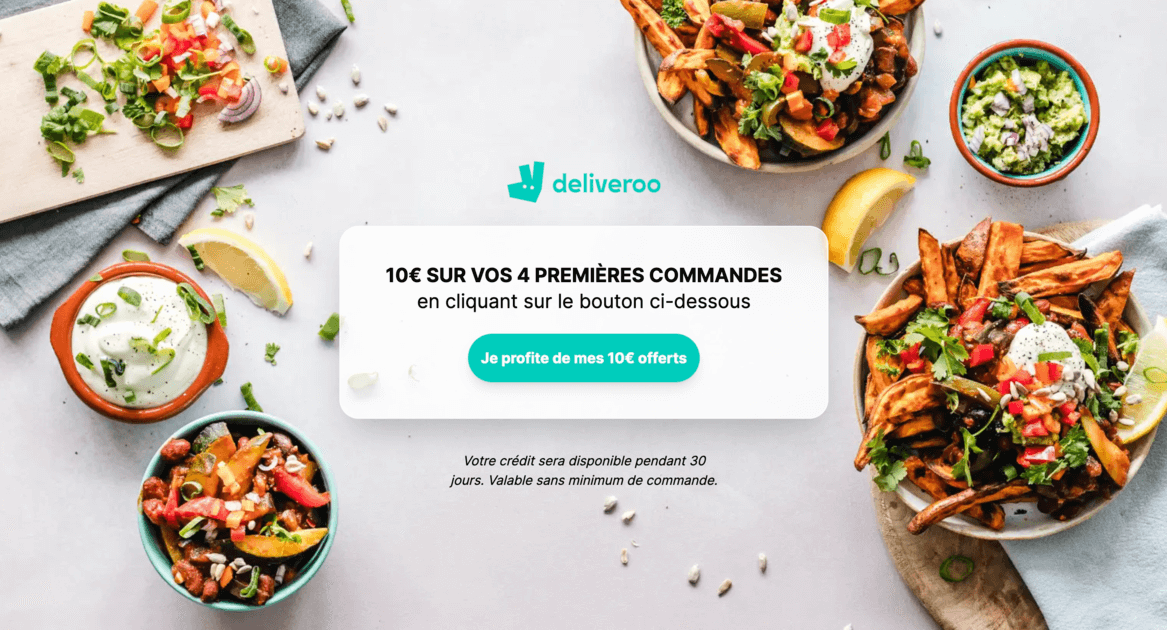 deliveroo
10€ SUR VOS 4 PREMIÈRES COMMANDES
en cliquant sur le bouton ci-dessous
Je profite de mes 10€ offerts
Votre crédit sera disponible pendant 30
jours. Valable sans minimum de commande.